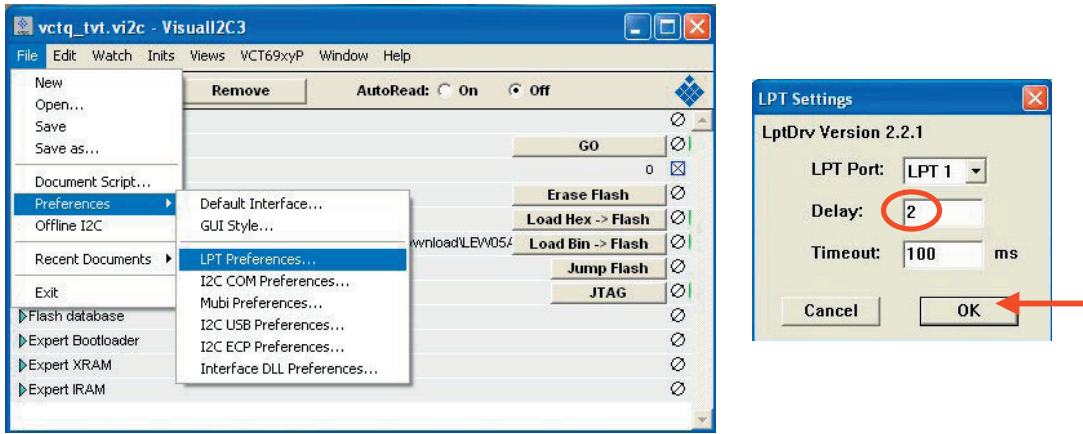 vctq_tvt.vi2c - VisualI2C3
File Edit Watch Inits Views VCT69xyP Window Help
New
Open...
Save
Save as...
Document Script...
Preferences
Offline I2C
Recent Documents
Exit
Remove
AutoRead: On Off
GO
0
Erase Flash
Load Hex -> Flash
Load Bin -> Flash
Jump Flash
JTAG
Default Interface...
GUI Style...
LPT Preferences...
I2C COM Preferences...
Mubi Preferences...
I2C USB Preferences...
I2C ECP Preferences...
Interface DLL Preferences...
Flash database
Expert Bootloader
Expert XRAM
Expert IRAM
LPT Settings
LptDrv Version 2.2.1
LPT Port: LPT 1
Delay: 2
Timeout: 100 ms
Cancel OK